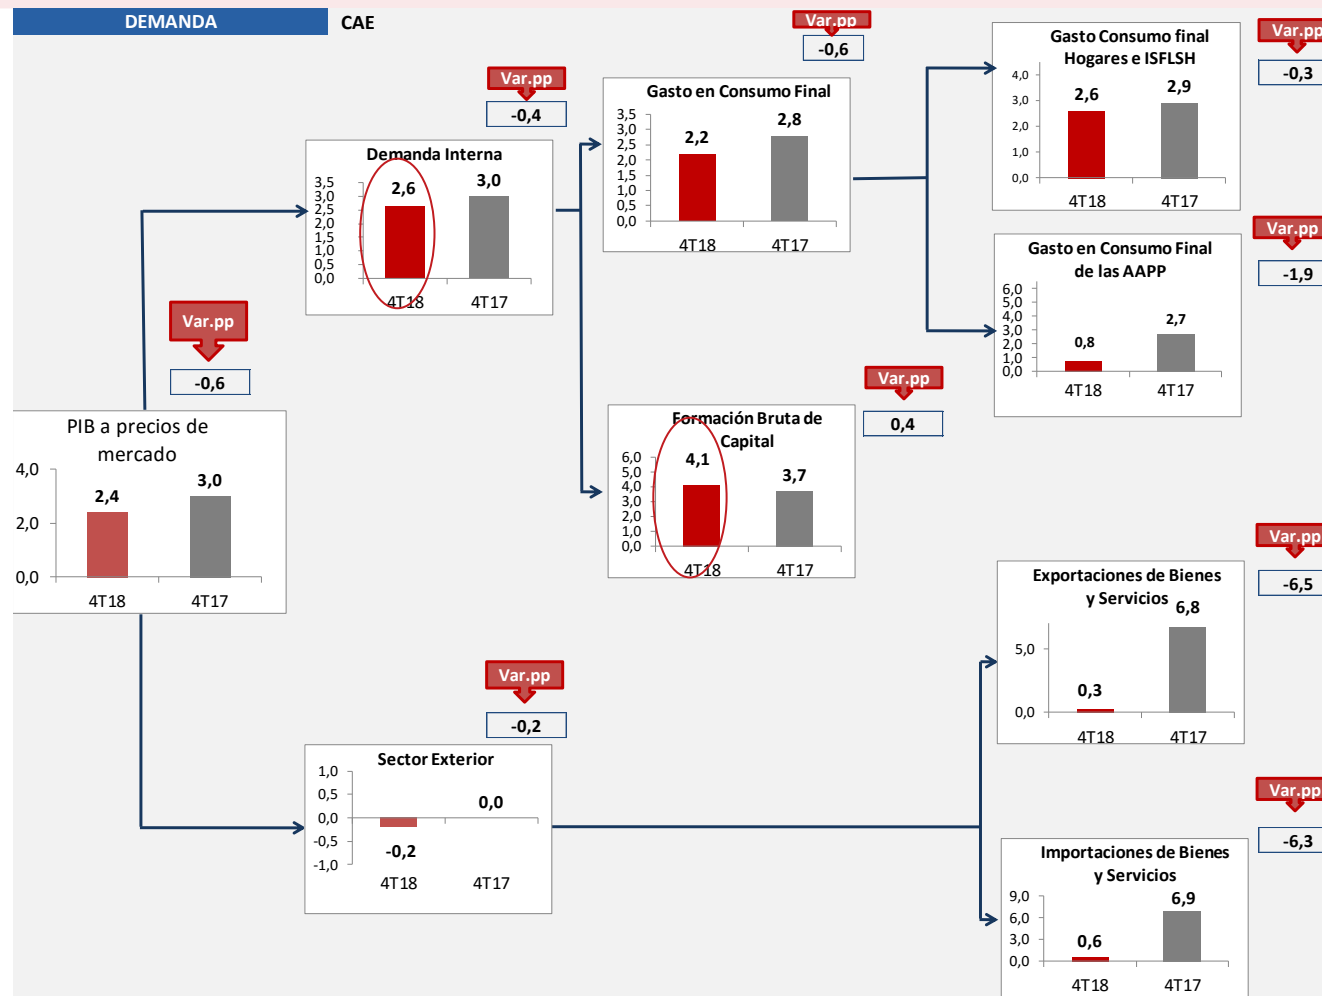 DEMANDA
CAE
Var.pp
-0,6
Var.pp
-0,4
Gasto en Consumo Final
3,5
3,0
2,5
2,0
1,5
1,0
0,5
0,0
2,2
2,8
4T18
4T17
Gasto Consumo final
Hogares e ISFLSH
4,0
3,0
2,0
1,0
0,0
2,6
2,9
4T18
4T17
Var.pp
-0,3
Demanda Interna
3,5
3,0
2,5
2,0
1,5
1,0
0,5
0,0
2,6
3,0
4T18
4T17
Gasto en Consumo Final
de las AAPP
6,0
5,0
4,0
3,0
2,0
1,0
0,0
0,8
2,7
4T18
4T17
Var.pp
-1,9
Var.pp
-0,6
PIB a precios de
mercado
4,0
2,0
0,0
2,4
3,0
4T18
4T17
Var.pp
0,4
Formación Bruta de
Capital
6,0
5,0
4,0
3,0
2,0
1,0
0,0
4,1
3,7
4T18
4T17
Exportaciones de Bienes
y Servicios
5,0
0,0
0,3
6,8
4T18
4T17
Var.pp
-6,5
Var.pp
-0,2
Sector Exterior
1,0
0,5
0,0
-0,5
-1,0
-0,2
0,0
4T18
4T17
Importaciones de Bienes
y Servicios
9,0
6,0
3,0
0,0
0,6
6,9
4T18
4T17
Var.pp
-6,3